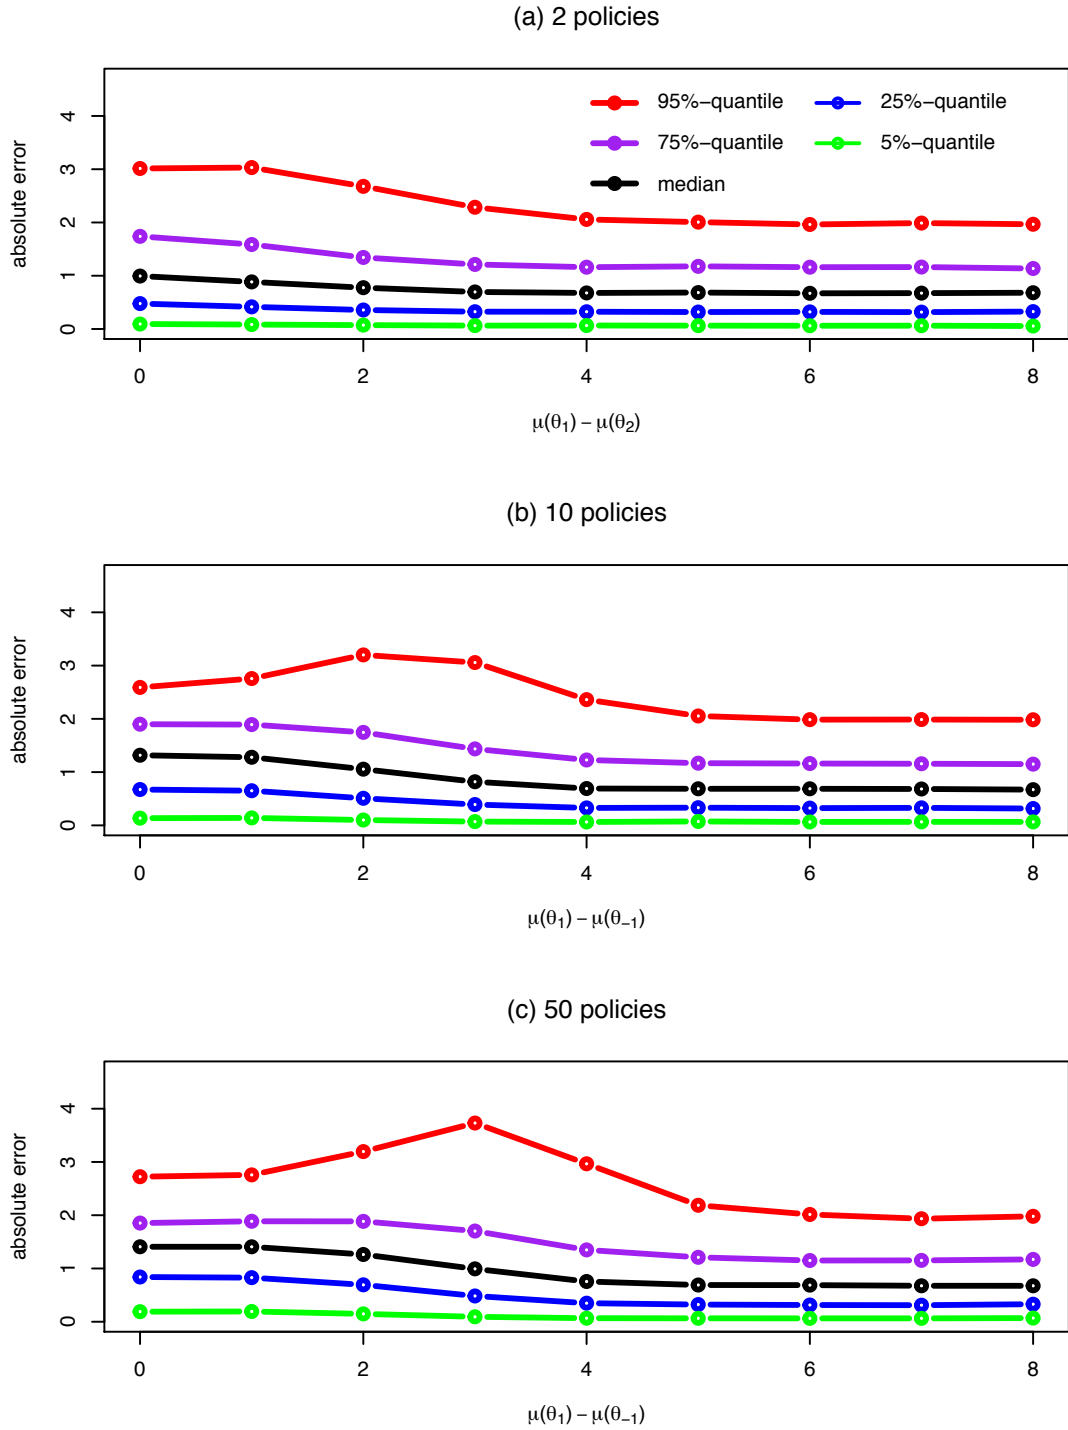 (a) 2 policies
absolute error
4
3
2
1
0
95%−quantile
75%−quantile
median
25%−quantile
5%−quantile
0 2 4 6 8
μ(θ1) − μ(θ2)
(b) 10 policies
absolute error
4
3
2
1
0
0 2 4 6 8
μ(θ1) − μ(θ−1)
(c) 50 policies
absolute error
4
3
2
1
0
0 2 4 6 8
μ(θ1) − μ(θ−1)